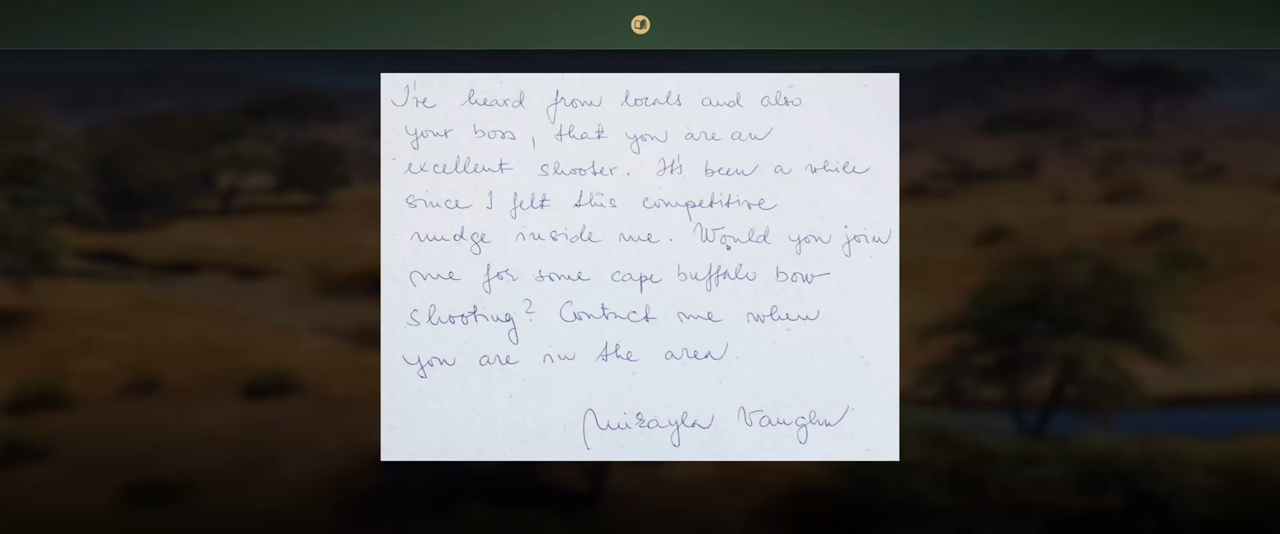 I've heard from locals and also
your boss, that you are an
excellent shooter. It's been a while
since I felt this competitive
nudge inside me. Would you join
me for some cape buffalo bow
shooting? Contact me when
you are in the area
Mikayla Vaughn